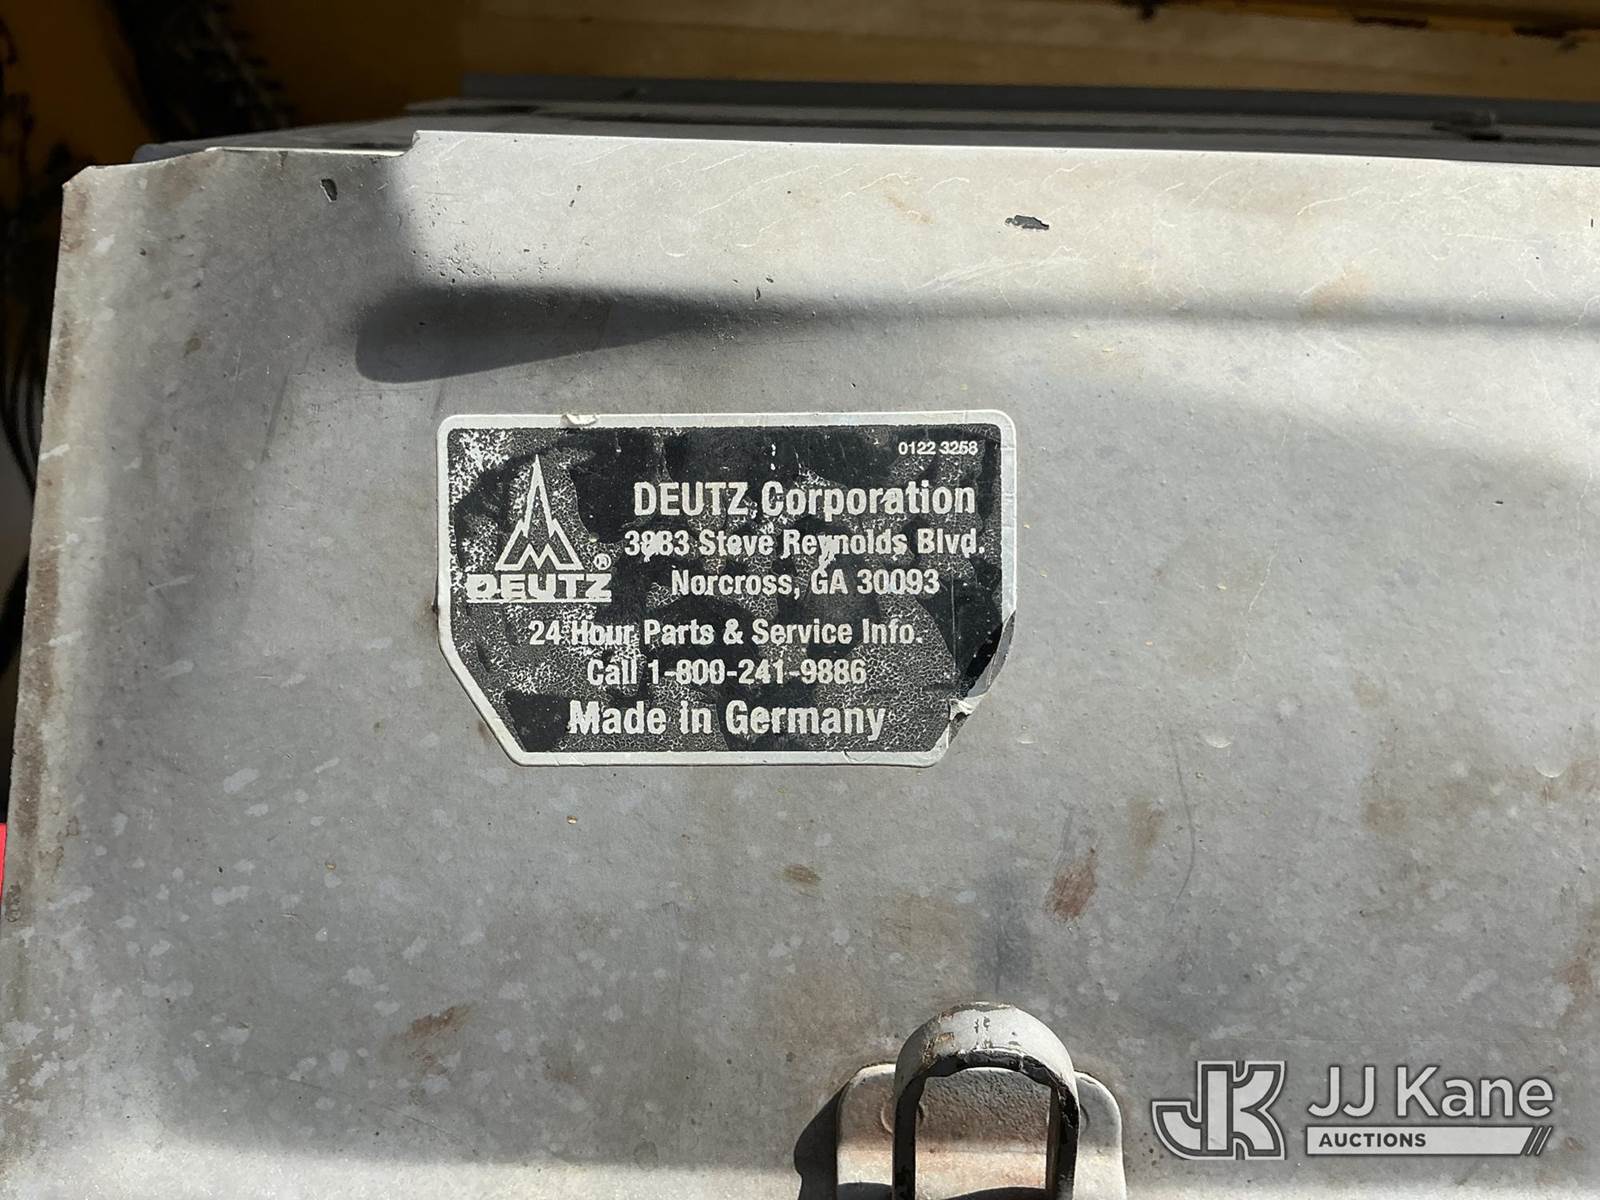 0122 3258
DEUTZ Corporation
3883 Steve Reynolds Blvd.
Norcross, GA 30093
DEUTZ®
24 Hour Parts & Service Info.
Call 1-800-241-9886
Made in Germany
JK JJ Kane
AUCTIONS